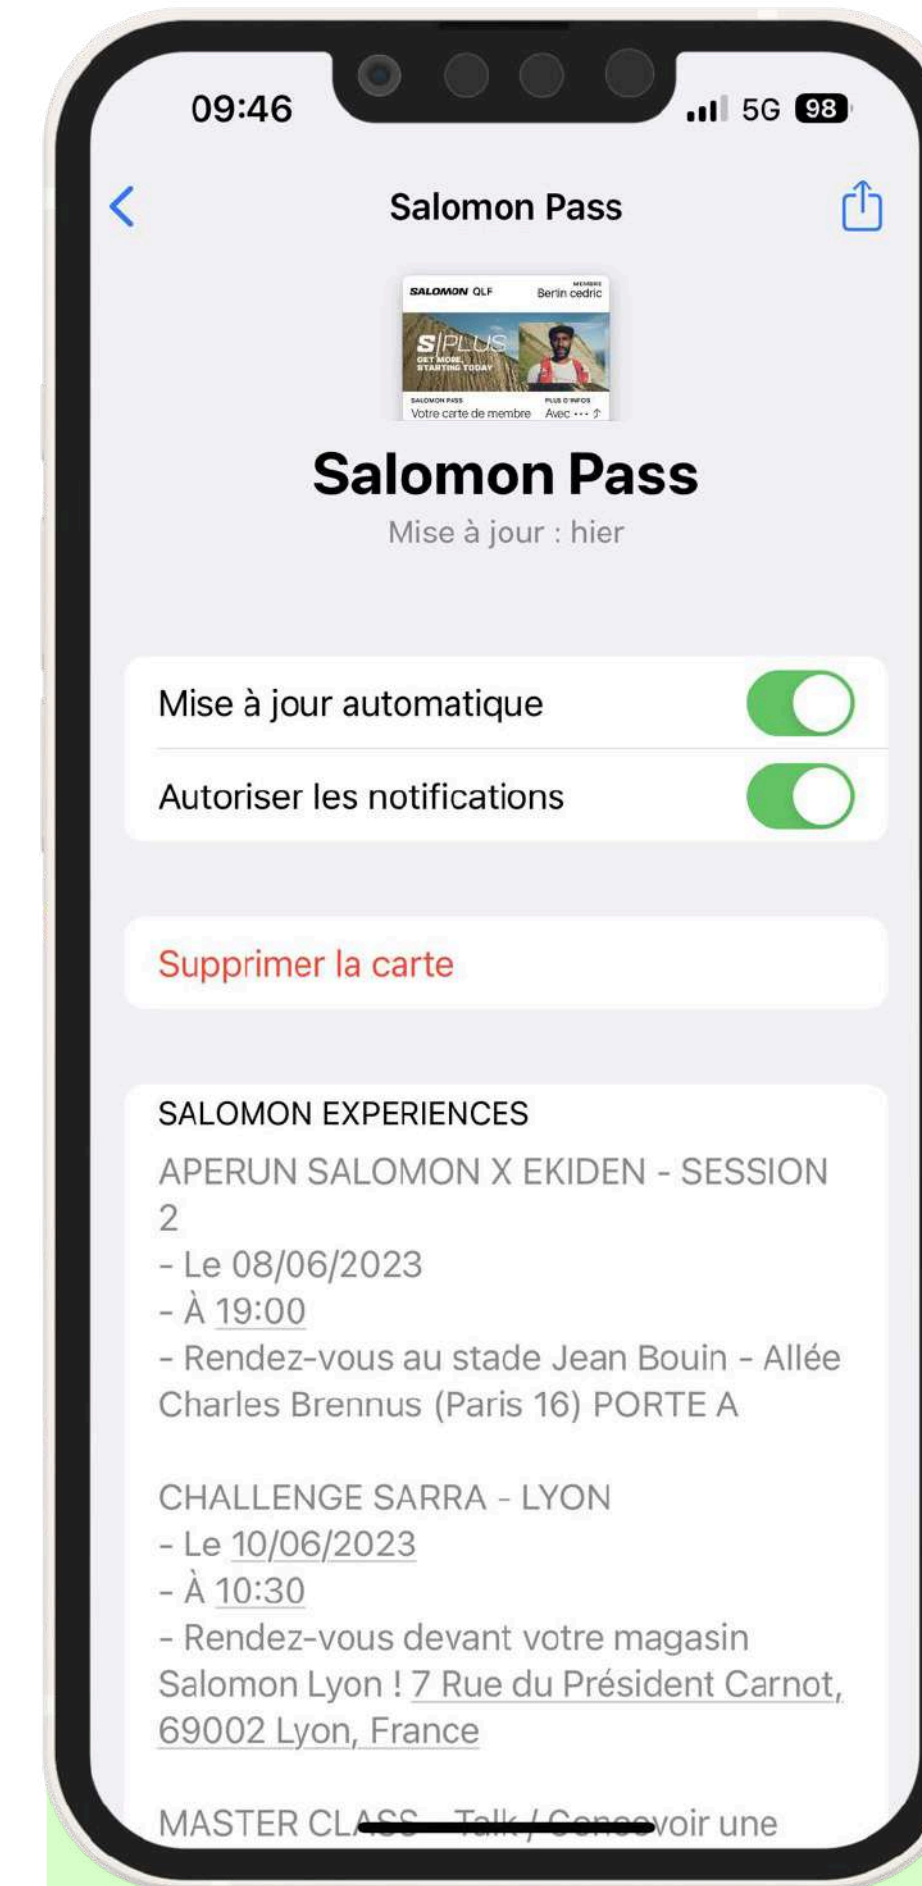 09:46
5G 98
Salomon Pass
SALOMON QLF
MEMBRE
Berlin cedric
S/PLUS
GET MORE,
STARTING TODAY
SALOMON PASS
PLUS D'INFOS
Votre carte de membre
Avec ...
Salomon Pass
Mise à jour : hier
Mise à jour automatique
Autoriser les notifications
Supprimer la carte
SALOMON EXPERIENCES
APERUN SALOMON X EKIDEN - SESSION
2
- Le 08/06/2023
- À 19:00
- Rendez-vous au stade Jean Bouin - Allée
Charles Brennus (Paris 16) PORTE A
CHALLENGE SARRA - LYON
- Le 10/06/2023
- À 10:30
- Rendez-vous devant votre magasin
Salomon Lyon ! 7 Rue du Président Carnot,
69002 Lyon, France
MASTER CLASS - Talk / Concevoir une